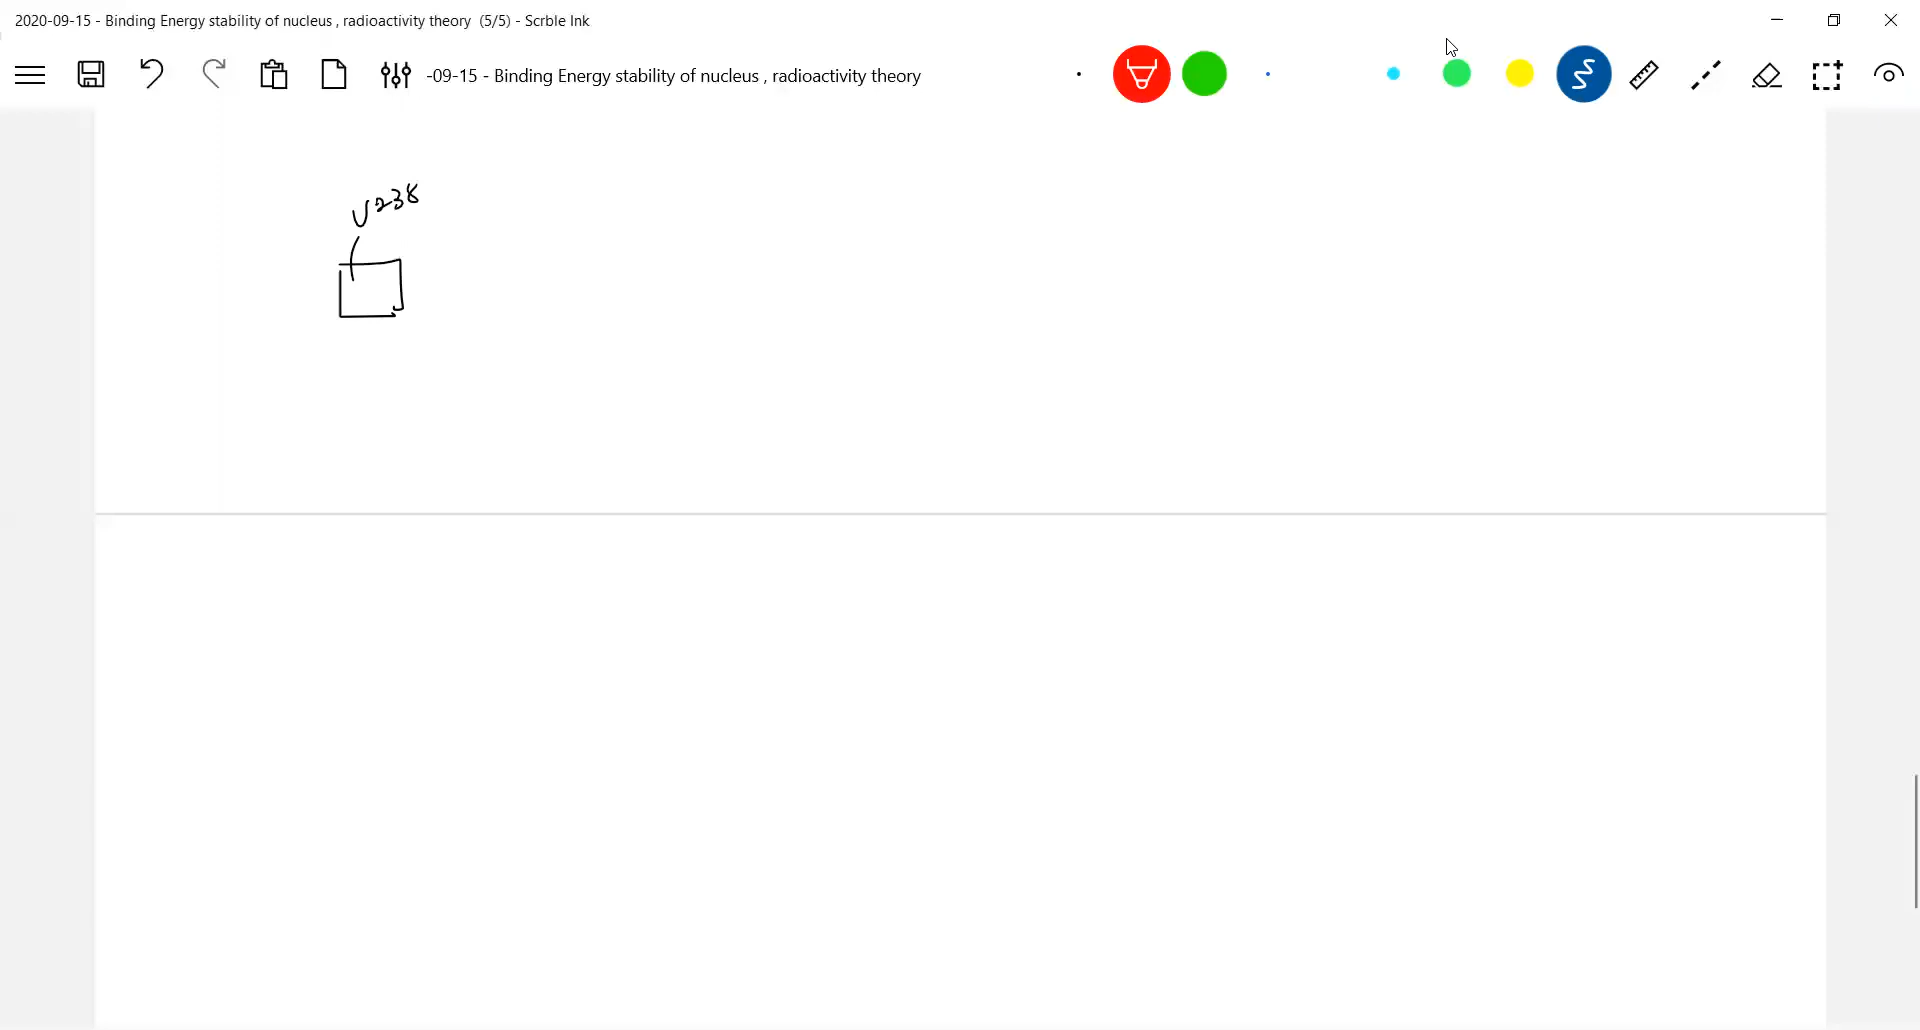 2020-09-15 - Binding Energy stability of nucleus , radioactivity theory (5/5) - Scrble Ink
-09-15 - Binding Energy stability of nucleus , radioactivity theory
U238